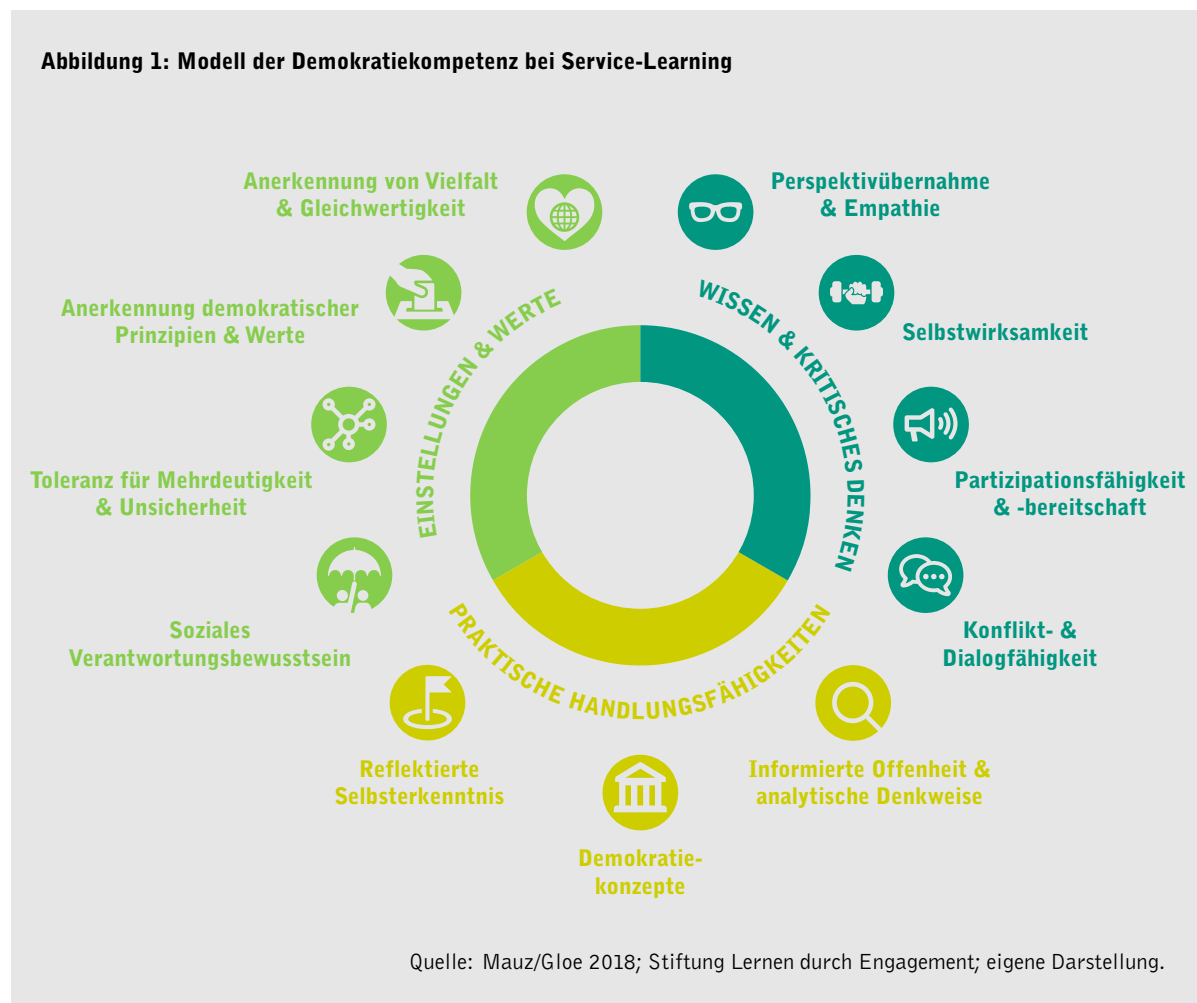 Abbildung 1: Modell der Demokratiekompetenz bei Service-Learning
Anerkennung von Vielfalt
& Gleichwertigkeit
Perspektivübernahme
& Empathie
Anerkennung demokratischer
Prinzipien & Werte
Selbstwirksamkeit
EINSTELLUNGEN & WERTE
WISSEN & KRITISCHES DENKEN
Toleranz für Mehrdeutigkeit
& Unsicherheit
Partizipationsfähigkeit
& -bereitschaft
Soziales
Verantwortungsbewusstsein
Konflikt- &
Dialogfähigkeit
PRAKTISCHE HANDLUNGSFÄHIGKEITEN
Reflektierte
Selbsterkenntnis
Demokratie-
konzepte
Informierte Offenheit &
analytische Denkweise
Quelle: Mauz/Gloe 2018; Stiftung Lernen durch Engagement; eigene Darstellung.